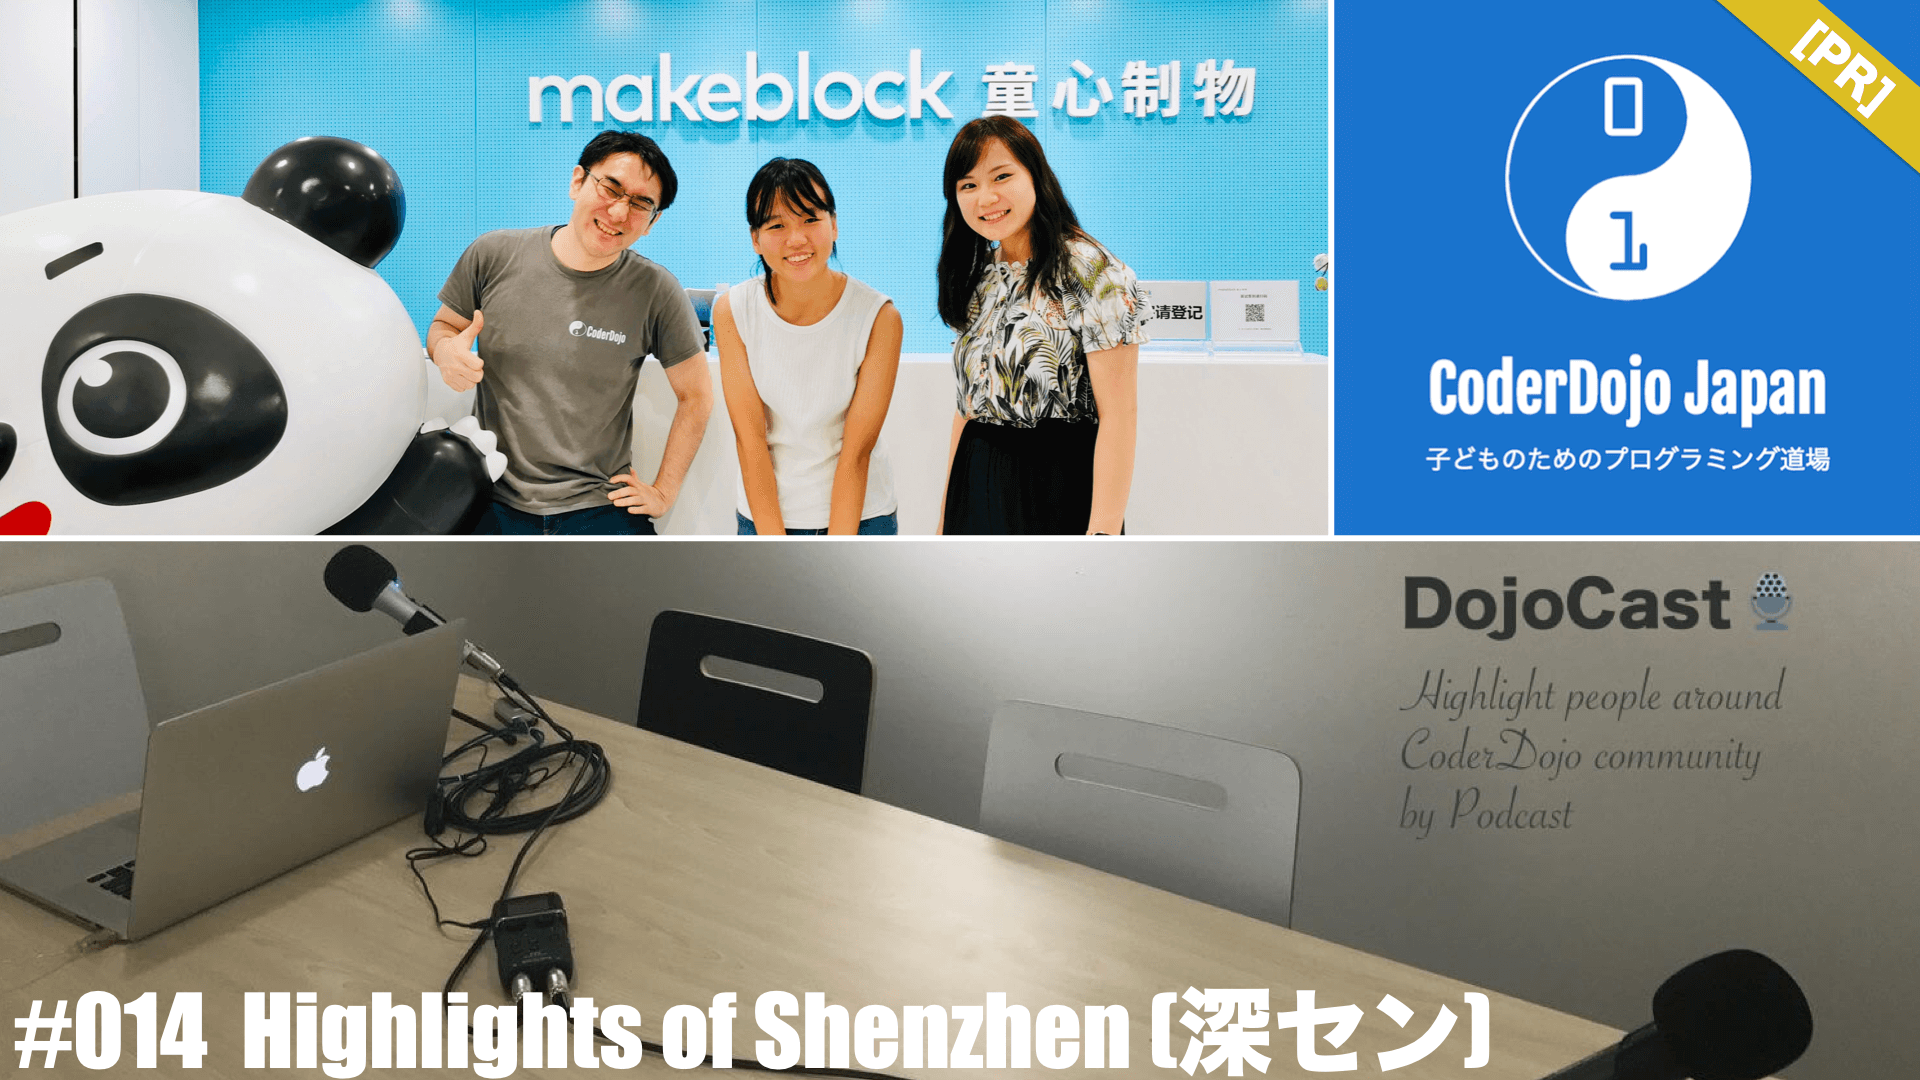 makeblock 童心制物
[PR]
0
1
CoderDojo
请登记
CoderDojo Japan
子どものためのプログラミング道場
DojoCast
Highlight people around
CoderDojo community
by Podcast
#014 Highlights of Shenzhen (深セン)